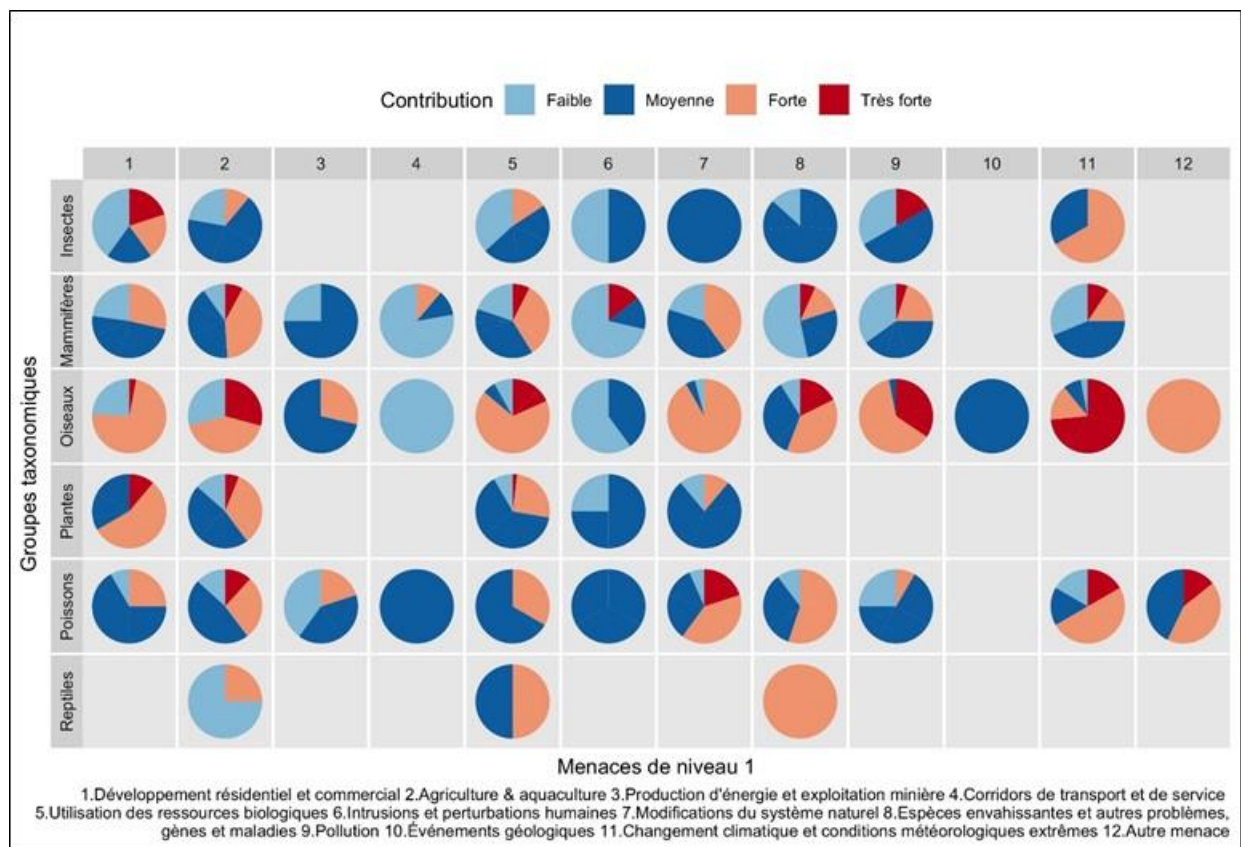 Contribution Faible Moyenne Forte Très forte
1 2 3 4 5 6 7 8 9 10 11 12
Groupes taxonomiques
Insectes
Mammifères
Oiseaux
Plantes
Poissons
Reptiles
Menaces de niveau 1
1.Développement résidentiel et commercial 2.Agriculture & aquaculture 3.Production d'énergie et exploitation minière 4.Corridors de transport et de service
5.Utilisation des ressources biologiques 6.Intrusions et perturbations humaines 7.Modifications du système naturel 8.Espèces envahissantes et autres problèmes,
gènes et maladies 9.Pollution 10.Événements géologiques 11.Changement climatique et conditions météorologiques extrêmes 12.Autre menace